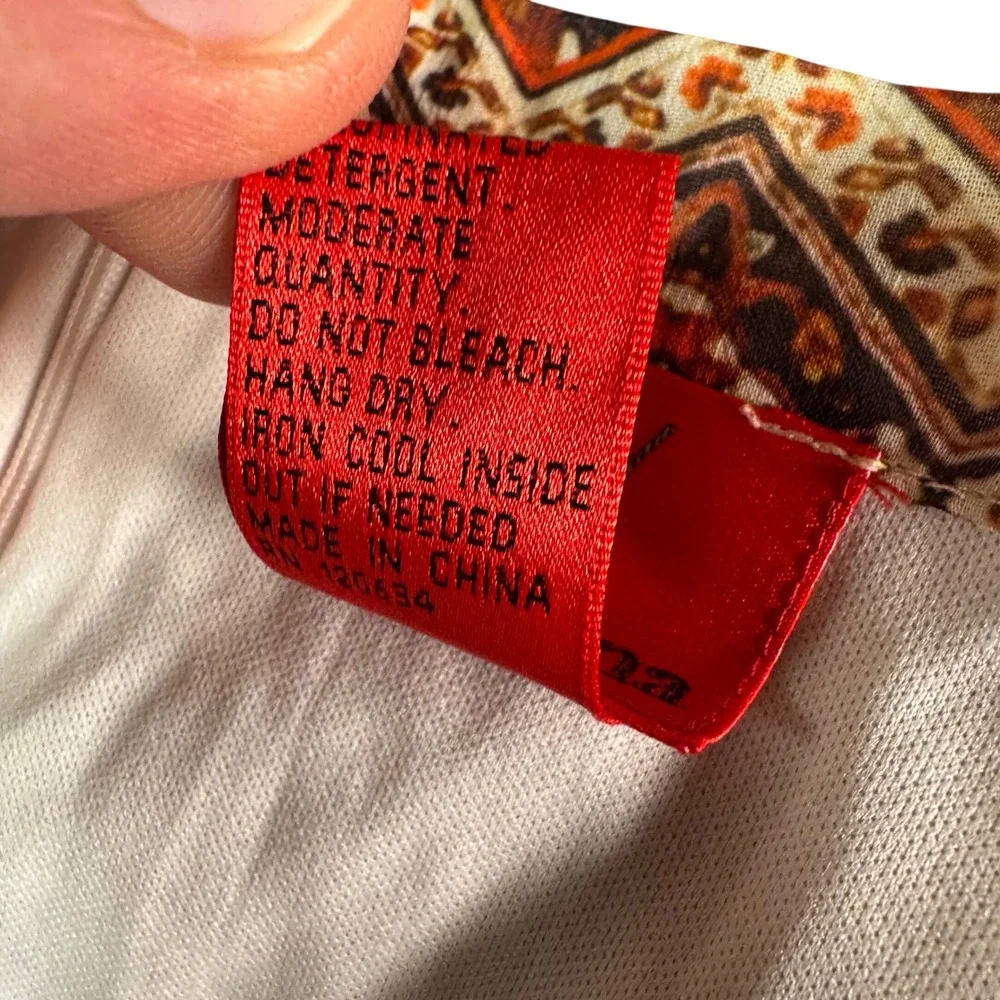 DETERGENT.
MODERATE
QUANTITY.
DO NOT BLEACH.
HANG DRY.
IRON COOL INSIDE
OUT IF NEEDED
MADE IN CHINA
RN 120634
na